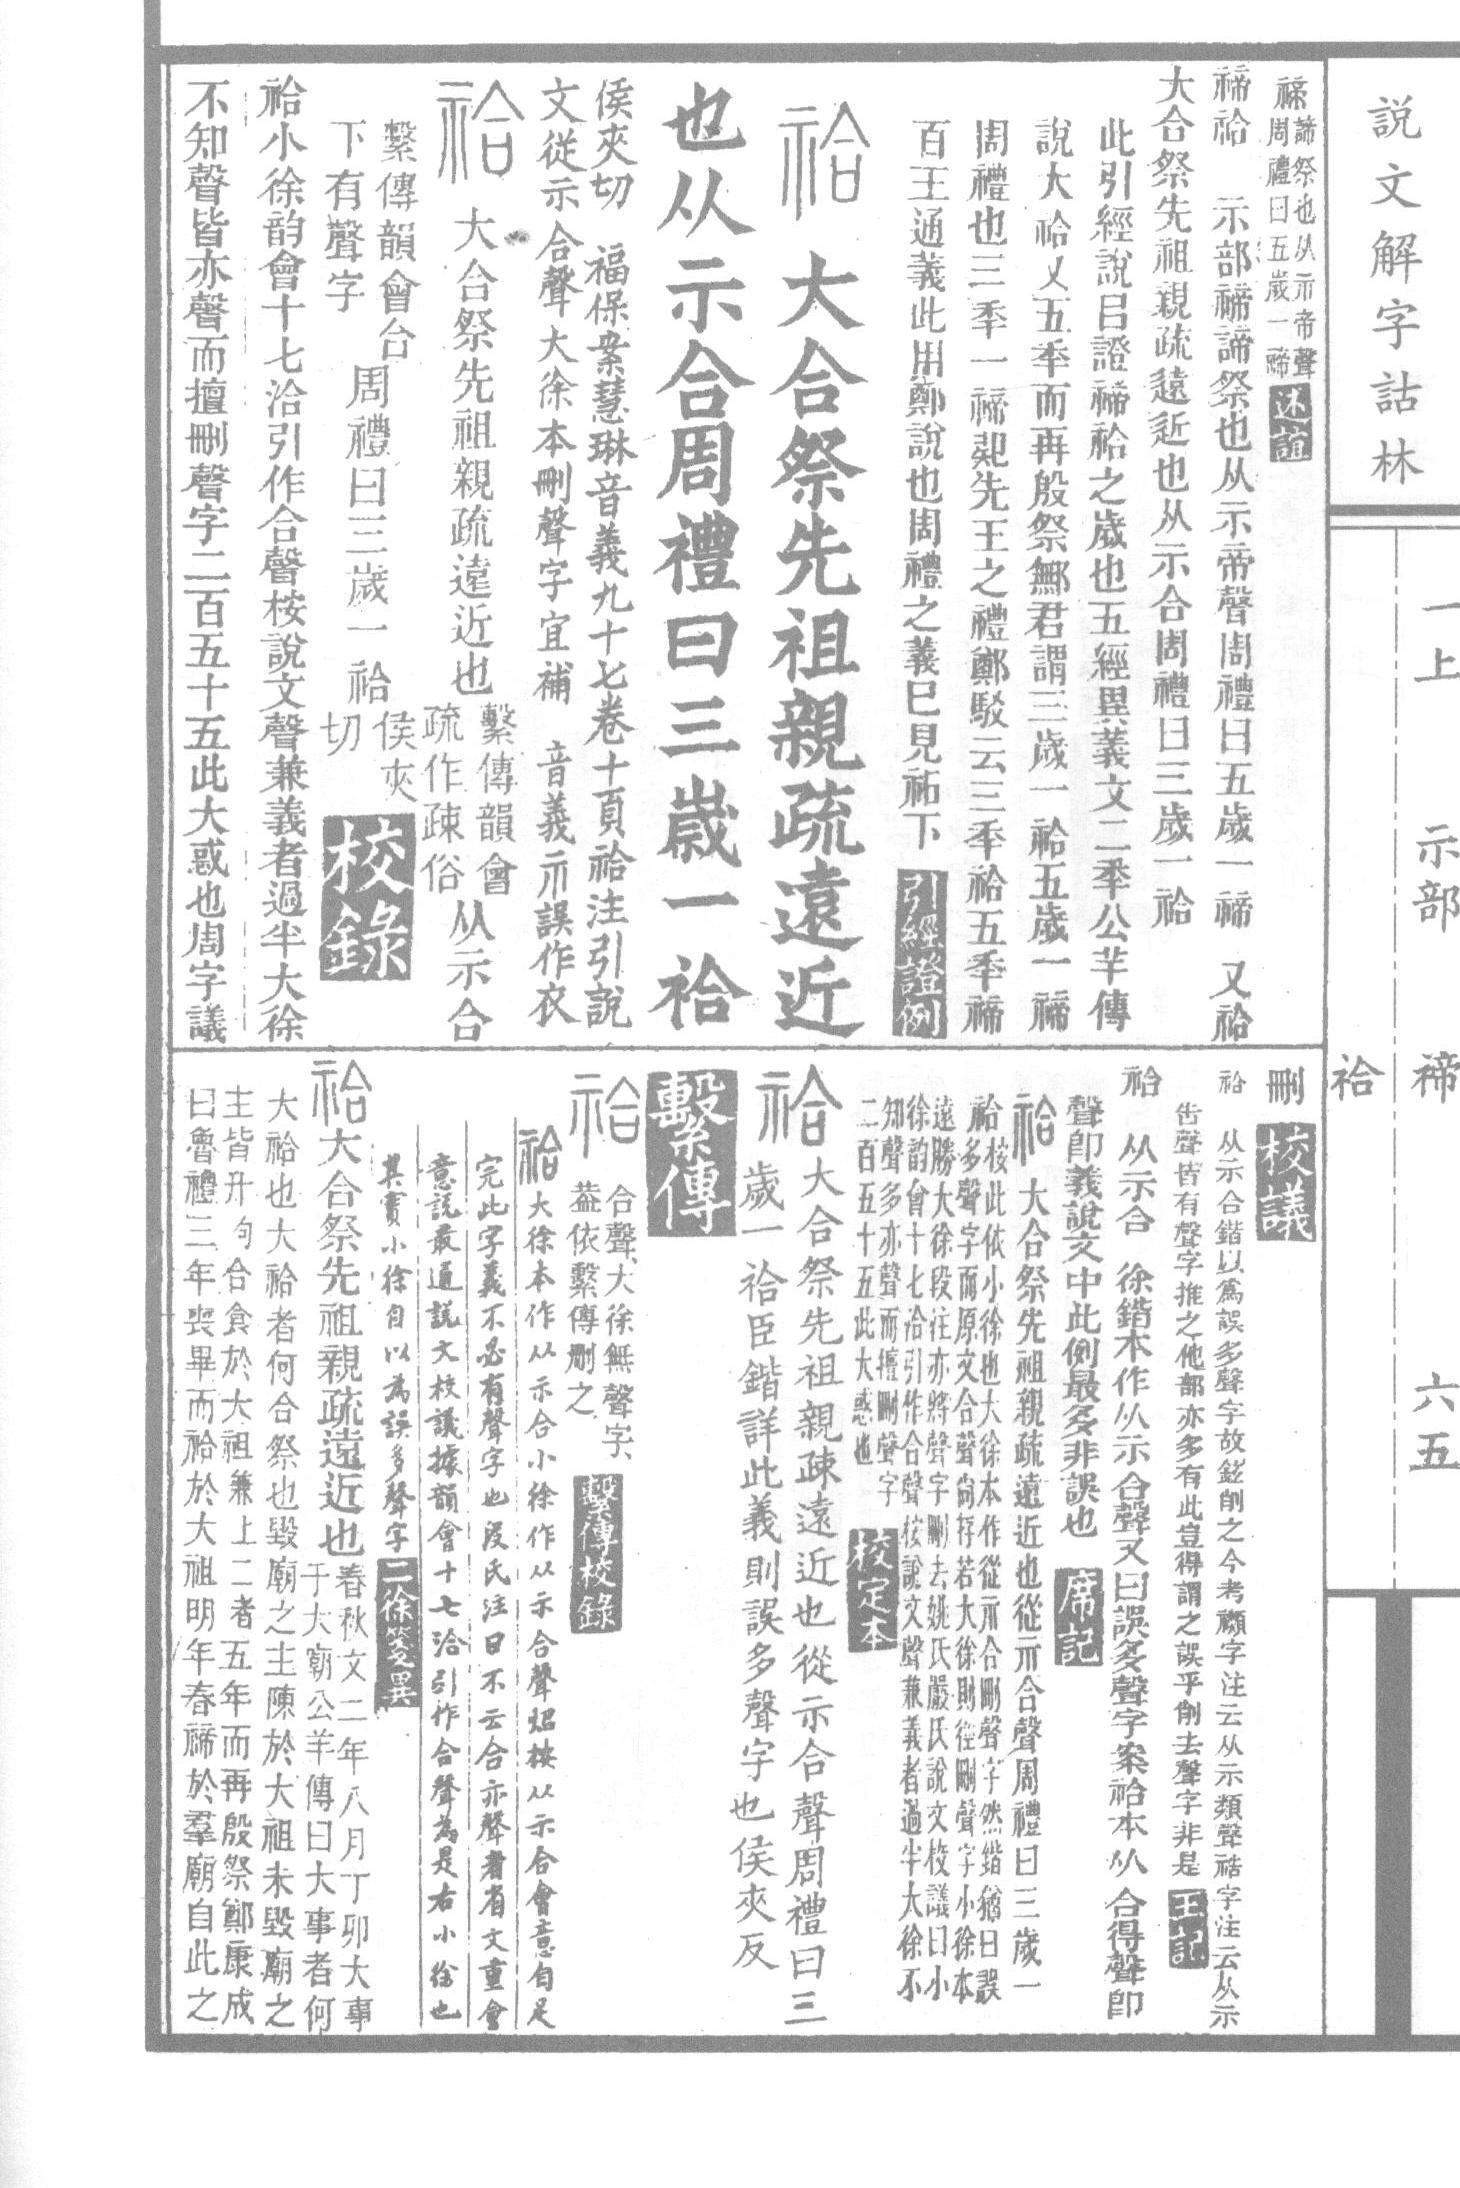 說文解字詁林
一上
示部
禘
祫
六五
禘 諦祭也从示帝聲
周禮曰五歲一禘
述誼
禘祫 示部禘諦祭也从示帝聲周禮曰五歲一禘 又祫
大合祭先祖親疏遠近也从示合周禮曰三歲一祫
此引經說㠯證禘祫之歲也五經異義文二秊公羊傳
說大祫又五秊而再殷祭鄦君謂三歲一祫五歲一禘
周禮也三秊一禘㠱先王之禮鄭駁云三秊祫五秊禘
百王通義此用鄭說也周禮之義已見祏下 引經證例
祫 大合祭先祖親疏遠近
也从示合周禮曰三歲一祫
侯夾切 福保案慧琳音義九十七卷十頁祫注引說
文從示合聲大徐本刪聲字宜補 音義示誤作衣
祫 大合祭先祖親疏遠近也 繫傳韻會
疏作疎俗 从示合
繫傳韻會合
下有聲字 周禮曰三歲一祫 侯夾
切 校錄
祫小徐韵會十七洽引作合聲桉說文聲兼義者過半大徐
不知聲皆亦聲而擅刪聲字二百五十五此大惑也周字議
刪 校議
祫 从示合鍇以爲誤多聲字故鉉削之今考禷字注云从示類聲祰字注云从示
告聲皆有聲字推之他部亦多有此豈得謂之誤乎削去聲字非是 王記
祫 从示合 徐鍇本作从示合聲又曰誤多聲字案祫本从合得聲卽
聲卽義說文中此例最多非誤也 席記
祫 大合祭先祖親疏遠近也從示合聲周禮曰三歲一
祫桉此依小徐也大徐本作從示合刪聲字然鍇猶曰誤
多聲字而原文合聲尙存若大徐則徑刪聲字小徐本
遠勝大徐段注亦將聲字刪去姚氏嚴氏說文校議曰小
徐韵會十七洽引作合聲桉說文聲兼義者過半大徐不
知聲多亦聲而擅刪聲字
二百五十五此大惑也 校定本
祫 大合祭先祖親疎遠近也從示合聲周禮曰三
歲一祫臣鍇詳此義則誤多聲字也侯夾反
繫傳
祫 合聲大徐無聲字
葢依繫傳刪之 繫傳校錄
祫 大徐本作从示合小徐作从示合聲炤桉从示合會意自足
完此字義不必有聲字也段氏注曰不云合亦聲者省文重會
意說最通說文校議據韻會十七洽引作合聲爲是右小徐也
其實小徐自以爲誤多聲字 二徐箋異
祫 大合祭先祖親疏遠近也 春秋文二年八月丁卯大事
于大廟公羊傳曰大事者何
大祫也大祫者何合祭也毀廟之主陳於大祖未毀廟之
主皆升句合食於大祖兼上二者五年而再殷祭鄭康成
曰魯禮三年喪畢而祫於大祖明年春禘於羣廟自此之